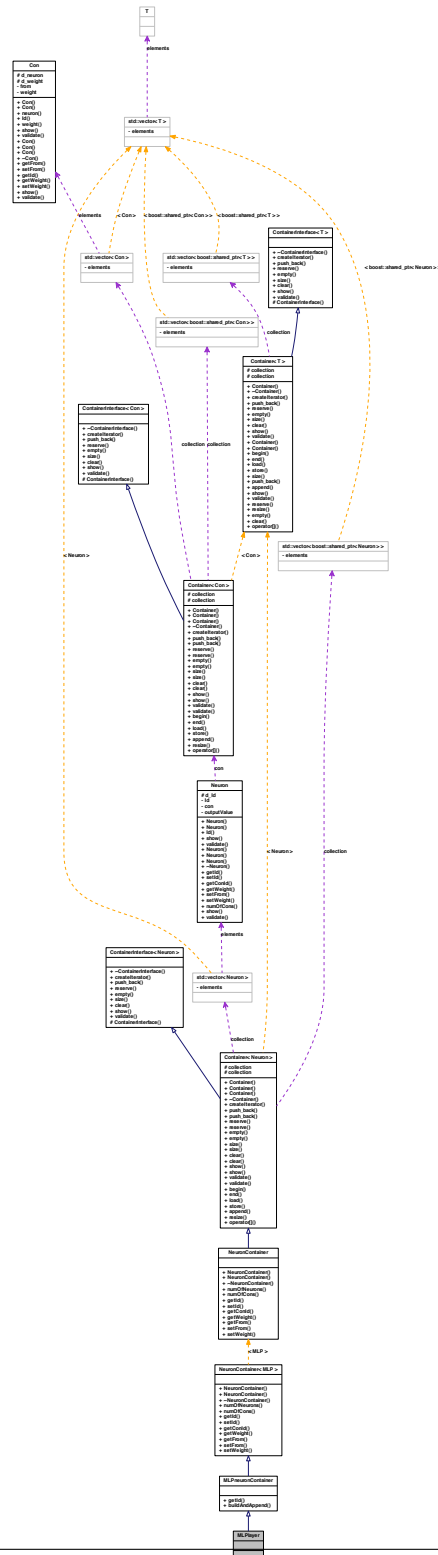 T
elements
Con
# d_neuron
# d_weight
- from
- weight
+ Con()
+ Con()
+ neuron()
+ id()
+ weight()
+ show()
+ validate()
+ Con()
+ Con()
+ Con()
+ ~Con()
+ getFrom()
+ setFrom()
+ getId()
+ getWeight()
+ setWeight()
+ show()
+ validate()
std::vector< T >
- elements
elements
< Con >
< boost::shared_ptr< Con > >
< boost::shared_ptr< T > >
< boost::shared_ptr< Neuron >
ContainerInterface< T >
+ ~ContainerInterface()
+ createIterator()
+ push_back()
+ reserve()
+ empty()
+ size()
+ clear()
+ show()
+ validate()
# ContainerInterface()
std::vector< Con >
- elements
std::vector< boost::shared_ptr< T > >
- elements
std::vector< boost::shared_ptr< Con > >
- elements
collection
Container< T >
# collection
# collection
+ Container()
+ ~Container()
+ createIterator()
+ push_back()
+ reserve()
+ empty()
+ size()
+ clear()
+ show()
+ validate()
+ Container()
+ Container()
+ begin()
+ end()
+ load()
+ store()
+ size()
+ push_back()
+ append()
+ show()
+ validate()
+ reserve()
+ resize()
+ empty()
+ clear()
+ operator[]()
ContainerInterface< Con >
+ ~ContainerInterface()
+ createIterator()
+ push_back()
+ reserve()
+ empty()
+ size()
+ clear()
+ show()
+ validate()
# ContainerInterface()
collection
collection
std::vector< boost::shared_ptr< Neuron > >
- elements
< Neuron >
< Con >
Container< Con >
# collection
# collection
+ Container()
+ Container()
+ Container()
+ ~Container()
+ createIterator()
+ push_back()
+ push_back()
+ reserve()
+ reserve()
+ empty()
+ empty()
+ size()
+ size()
+ clear()
+ clear()
+ show()
+ show()
+ validate()
+ validate()
+ begin()
+ end()
+ load()
+ store()
+ append()
+ resize()
+ operator[]()
con
Neuron
# d_Id
- Id
- con
- outputValue
+ Neuron()
+ Neuron()
+ Id()
+ show()
+ validate()
+ Neuron()
+ Neuron()
+ Neuron()
+ ~Neuron()
+ getId()
+ setId()
+ getConId()
+ getWeight()
+ setFrom()
+ setWeight()
+ numOfCons()
+ show()
+ validate()
< Neuron >
collection
elements
ContainerInterface< Neuron >
+ ~ContainerInterface()
+ createIterator()
+ push_back()
+ reserve()
+ empty()
+ size()
+ clear()
+ show()
+ validate()
# ContainerInterface()
std::vector< Neuron >
- elements
collection
Container< Neuron >
# collection
# collection
+ Container()
+ Container()
+ Container()
+ ~Container()
+ createIterator()
+ push_back()
+ push_back()
+ reserve()
+ reserve()
+ empty()
+ empty()
+ size()
+ size()
+ clear()
+ clear()
+ show()
+ show()
+ validate()
+ validate()
+ begin()
+ end()
+ load()
+ store()
+ append()
+ resize()
+ operator[]()
NeuronContainer
+ NeuronContainer()
+ NeuronContainer()
+ ~NeuronContainer()
+ numOfNeurons()
+ numOfCons()
+ getId()
+ setId()
+ getConId()
+ getWeight()
+ getFrom()
+ setFrom()
+ setWeight()
< MLP >
NeuronContainer< MLP >
+ NeuronContainer()
+ NeuronContainer()
+ ~NeuronContainer()
+ numOfNeurons()
+ numOfCons()
+ getId()
+ setId()
+ getConId()
+ getWeight()
+ getFrom()
+ setFrom()
+ setWeight()
MLPneuronContainer
+ getId()
+ buildAndAppend()
MLPlayer